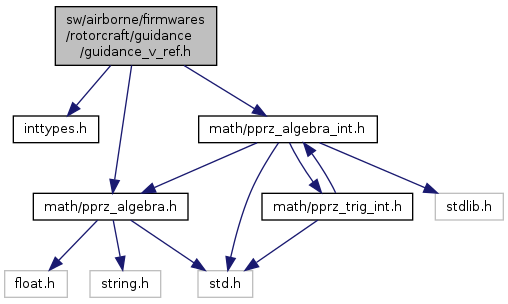 sw/airborne/firmwares
/rotorcraft/guidance
/guidance_v_ref.h
inttypes.h
math/pprz_algebra_int.h
math/pprz_algebra.h
math/pprz_trig_int.h
stdlib.h
float.h
string.h
std.h